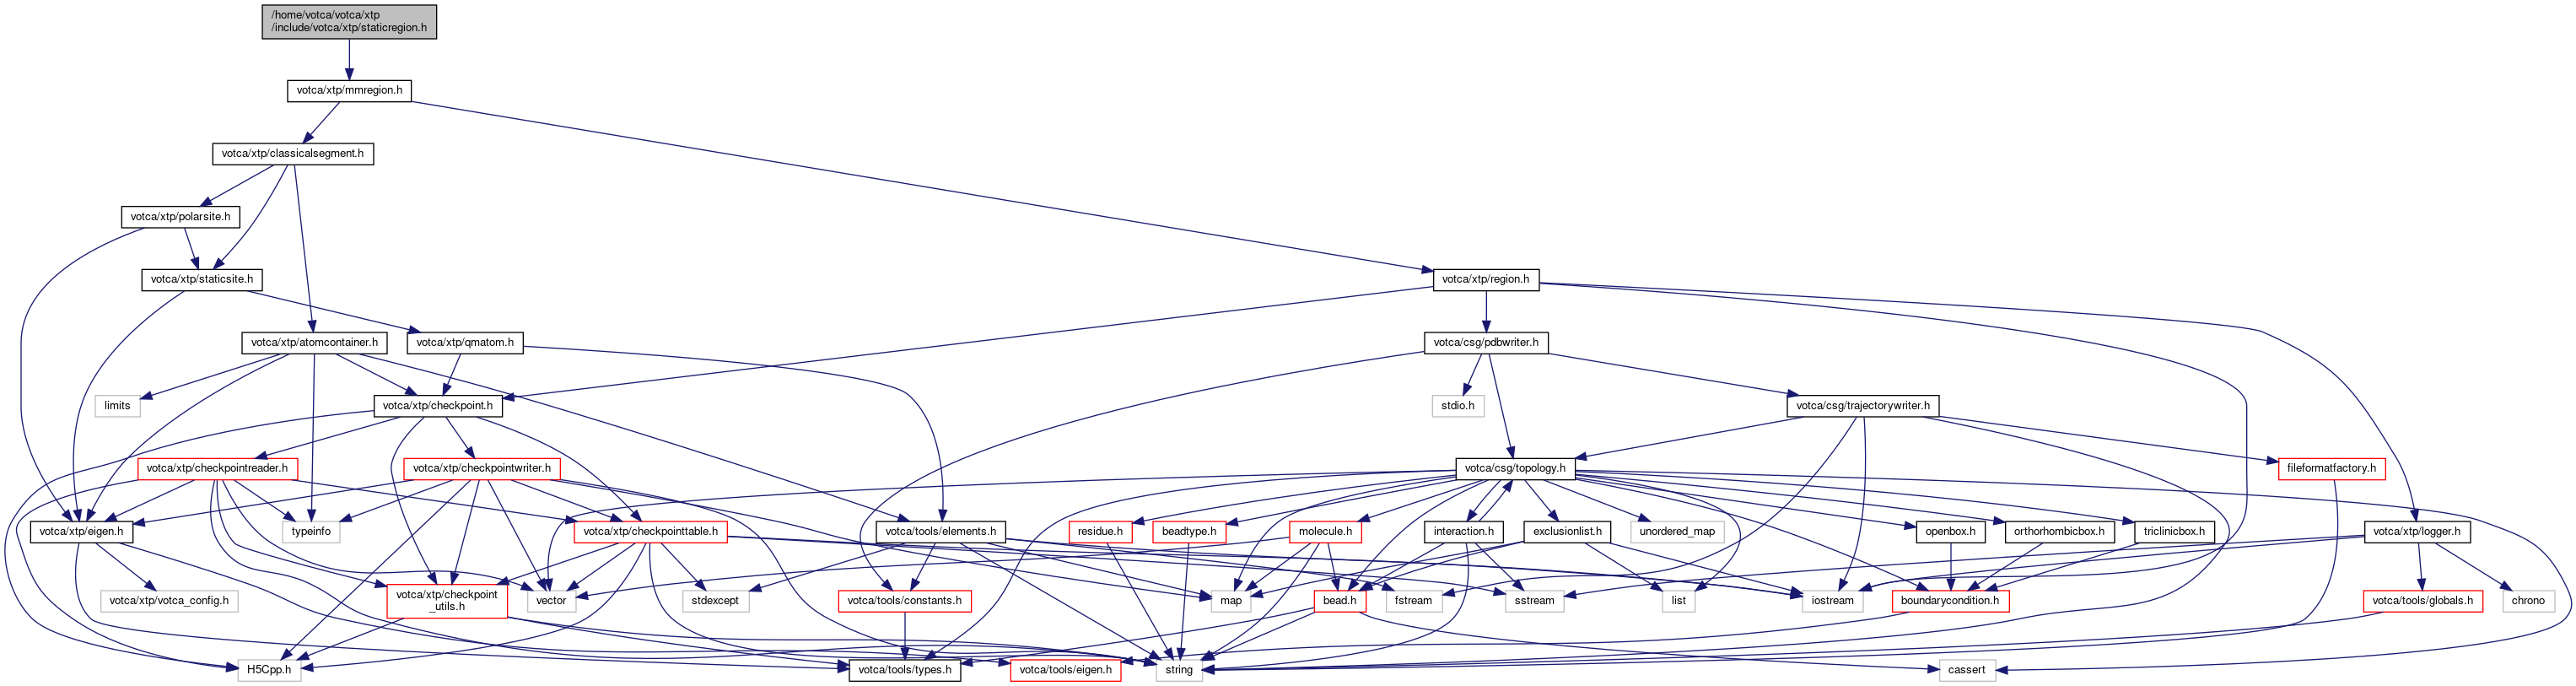 /home/votca/votca/xtp
/include/votca/xtp/staticregion.h
votca/xtp/mmregion.h
votca/xtp/classicalsegment.h
votca/xtp/polarsite.h
votca/xtp/staticsite.h
votca/xtp/region.h
votca/xtp/atomcontainer.h
votca/xtp/qmatom.h
votca/csg/pdbwriter.h
limits
votca/xtp/checkpoint.h
stdio.h
votca/csg/trajectorywriter.h
votca/xtp/checkpointreader.h
votca/xtp/checkpointwriter.h
votca/csg/topology.h
fileformatfactory.h
votca/xtp/eigen.h
typeinfo
votca/xtp/checkpointtable.h
votca/tools/elements.h
residue.h
beadtype.h
molecule.h
interaction.h
exclusionlist.h
unordered_map
openbox.h
orthorhombicbox.h
triclinicbox.h
votca/xtp/logger.h
votca/xtp/votca_config.h
votca/xtp/checkpoint
_utils.h
vector
stdexcept
votca/tools/constants.h
map
bead.h
fstream
sstream
list
iostream
boundarycondition.h
votca/tools/globals.h
chrono
H5Cpp.h
votca/tools/types.h
votca/tools/eigen.h
string
cassert